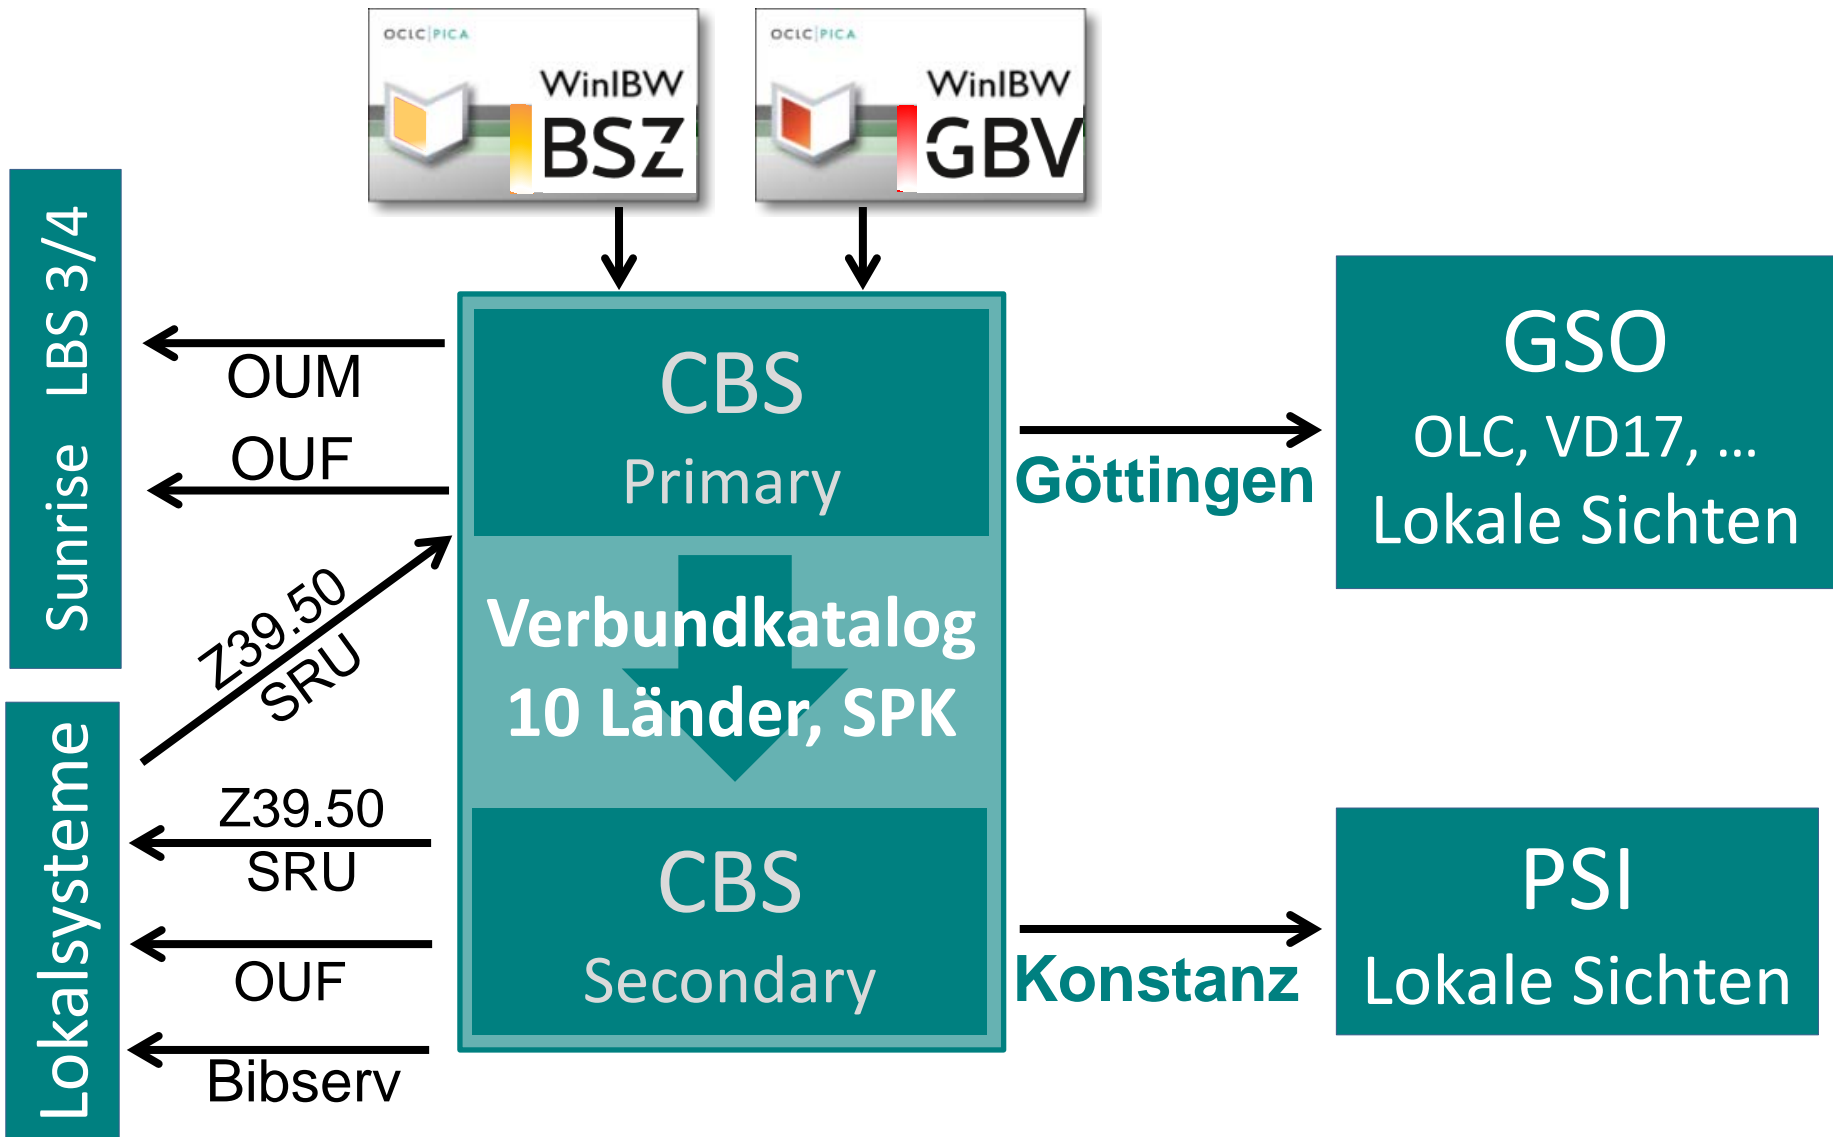 OCLC|PICA
WinIBW
BSZ
OCLC|PICA
WinIBW
GBV
Sunrise LBS 3/4
OUM
OUF
Z39.50
SRU
Lokalsysteme
Z39.50
SRU
OUF
Bibserv
CBS
Primary
Verbundkatalog
10 Länder, SPK
CBS
Secondary
Göttingen
Konstanz
GSO
OLC, VD17, ...
Lokale Sichten
PSI
Lokale Sichten